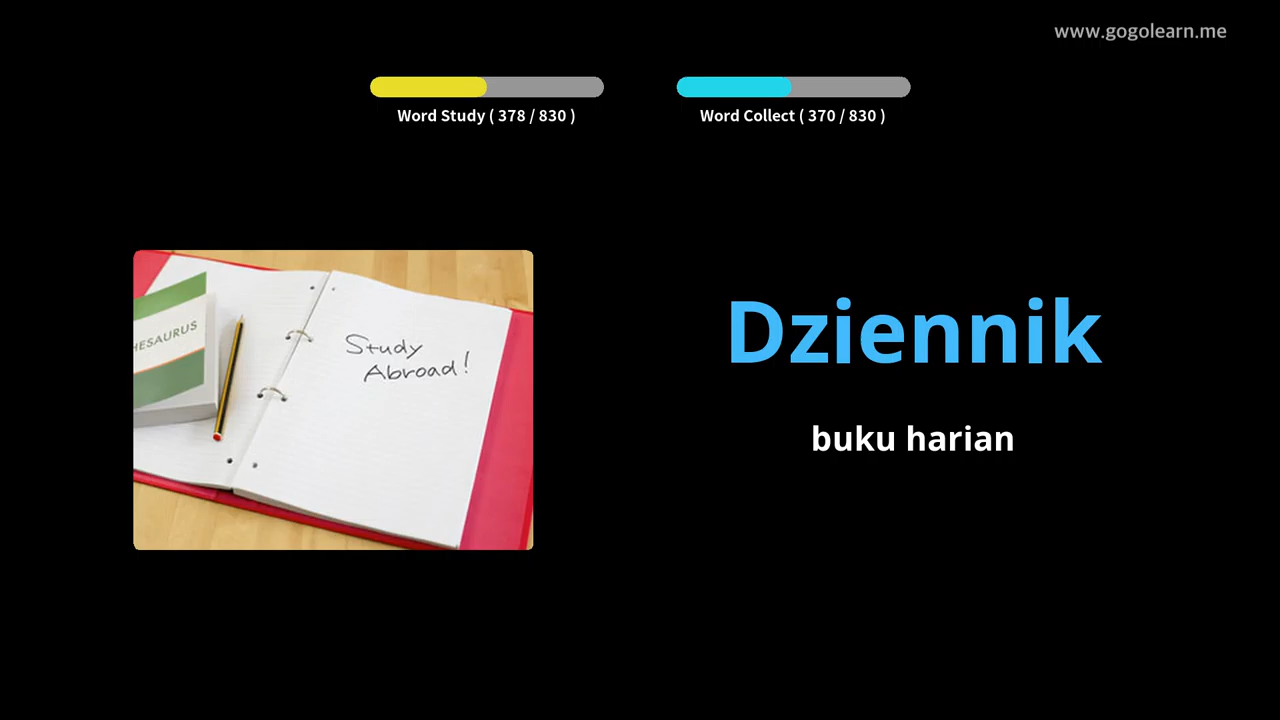 www.gogolearn.me
Word Study ( 378 / 830 )
Word Collect ( 370 / 830 )
HESAURUS
Study
Abroad!
Dziennik
buku harian